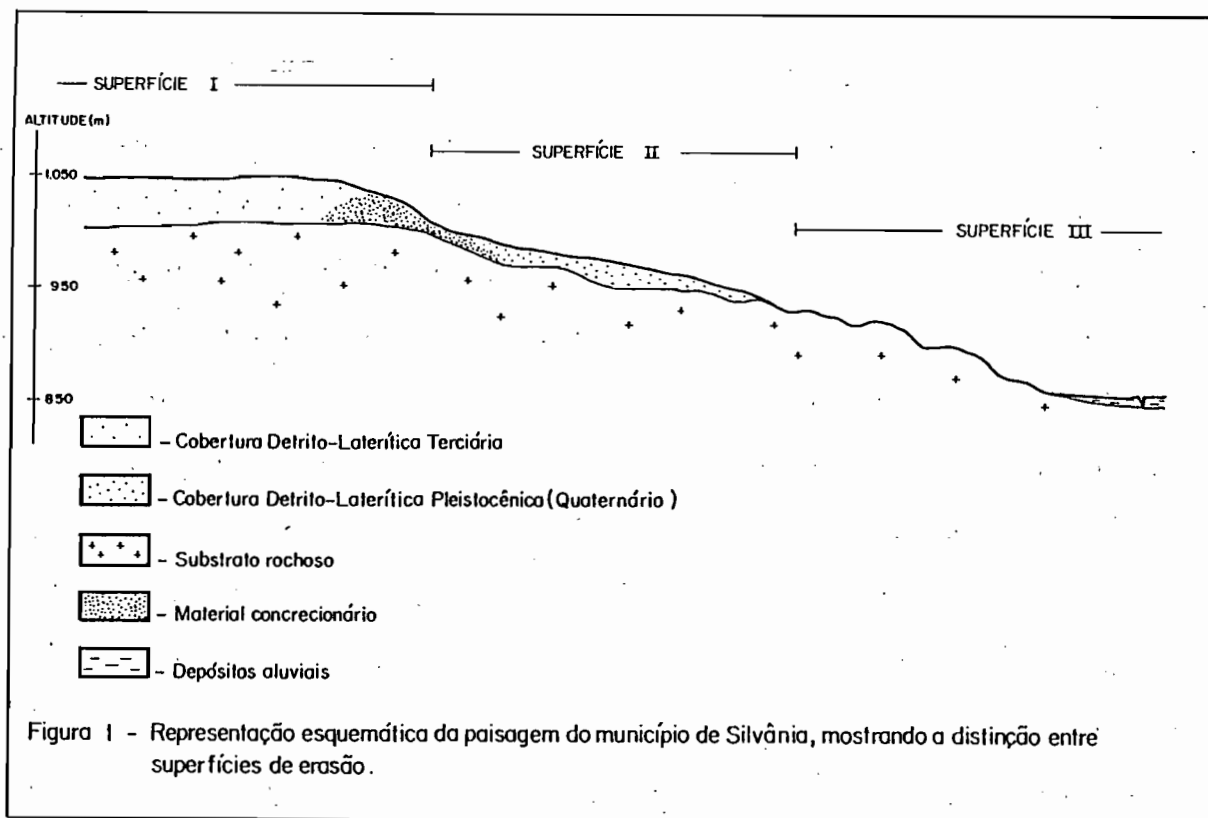 SUPERFÍCIE I
ALTITUDE (m)
SUPERFÍCIE II
1.050
SUPERFÍCIE III
950
850
- Cobertura Detrito-Laterítica Terciária
- Cobertura Detrito-Laterítica Pleistocênica (Quaternário)
- Substrato rochoso
- Material concrecionário
- Depósitos aluviais
Figura 1 - Representação esquemática da paisagem do município de Silvânia, mostrando a distinção entre
superfícies de erosão.